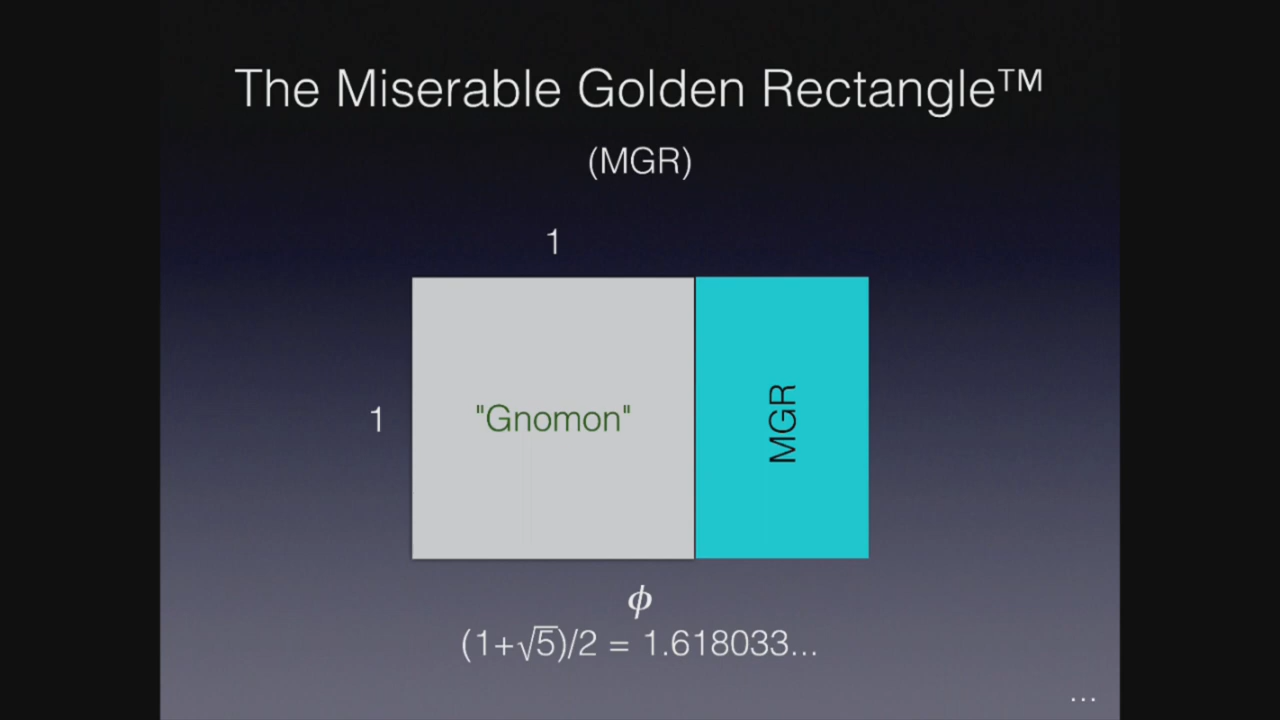 The Miserable Golden Rectangle™
(MGR)
1
1
"Gnomon"
MGR
ϕ
(1+√5)/2 = 1.618033...
...